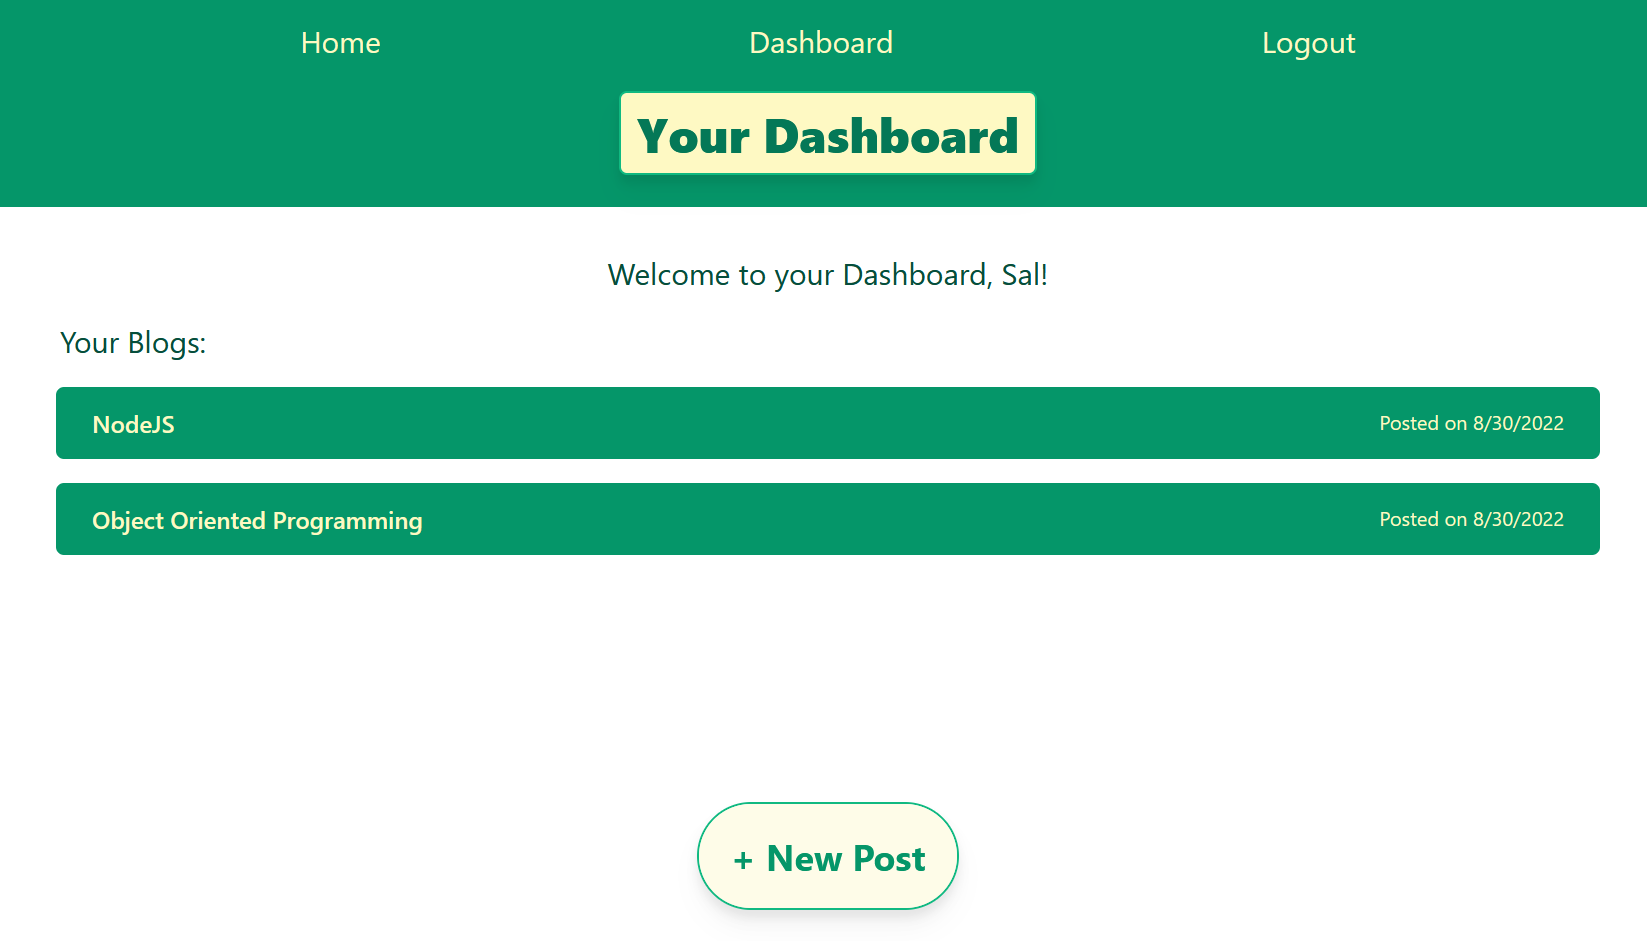 Home Dashboard Logout
Your Dashboard
Welcome to your Dashboard, Sal!
Your Blogs:
NodeJS Posted on 8/30/2022
Object Oriented Programming Posted on 8/30/2022
+ New Post